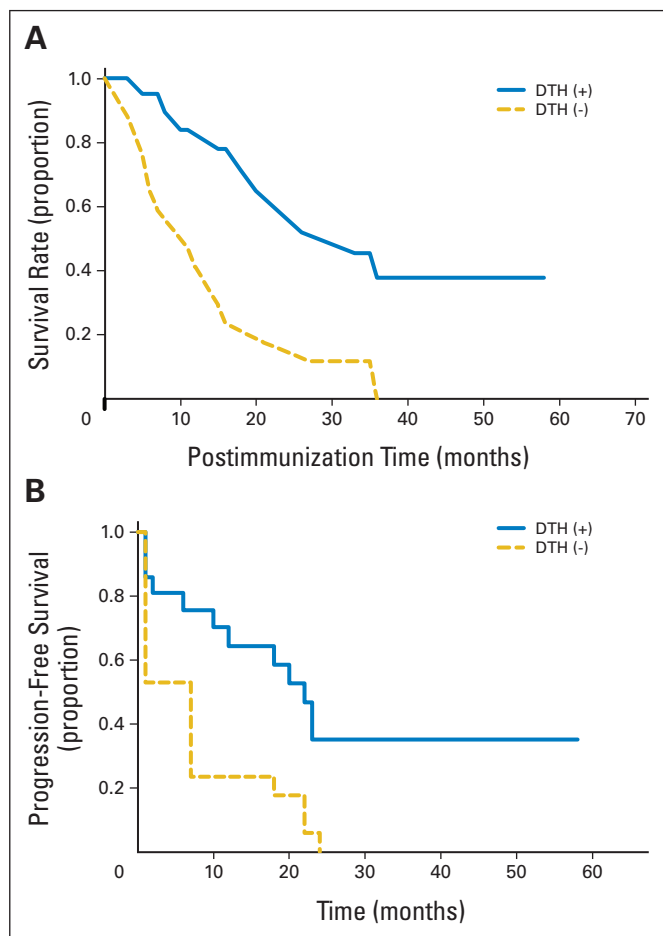 A
1.0
0.8
0.6
0.4
0.2
0 10 20 30 40 50 60 70
Survival Rate (proportion)
Postimmunization Time (months)
DTH (+)
DTH (-)
B
1.0
0.8
0.6
0.4
0.2
0 10 20 30 40 50 60
Progression-Free Survival
(proportion)
Time (months)
DTH (+)
DTH (-)